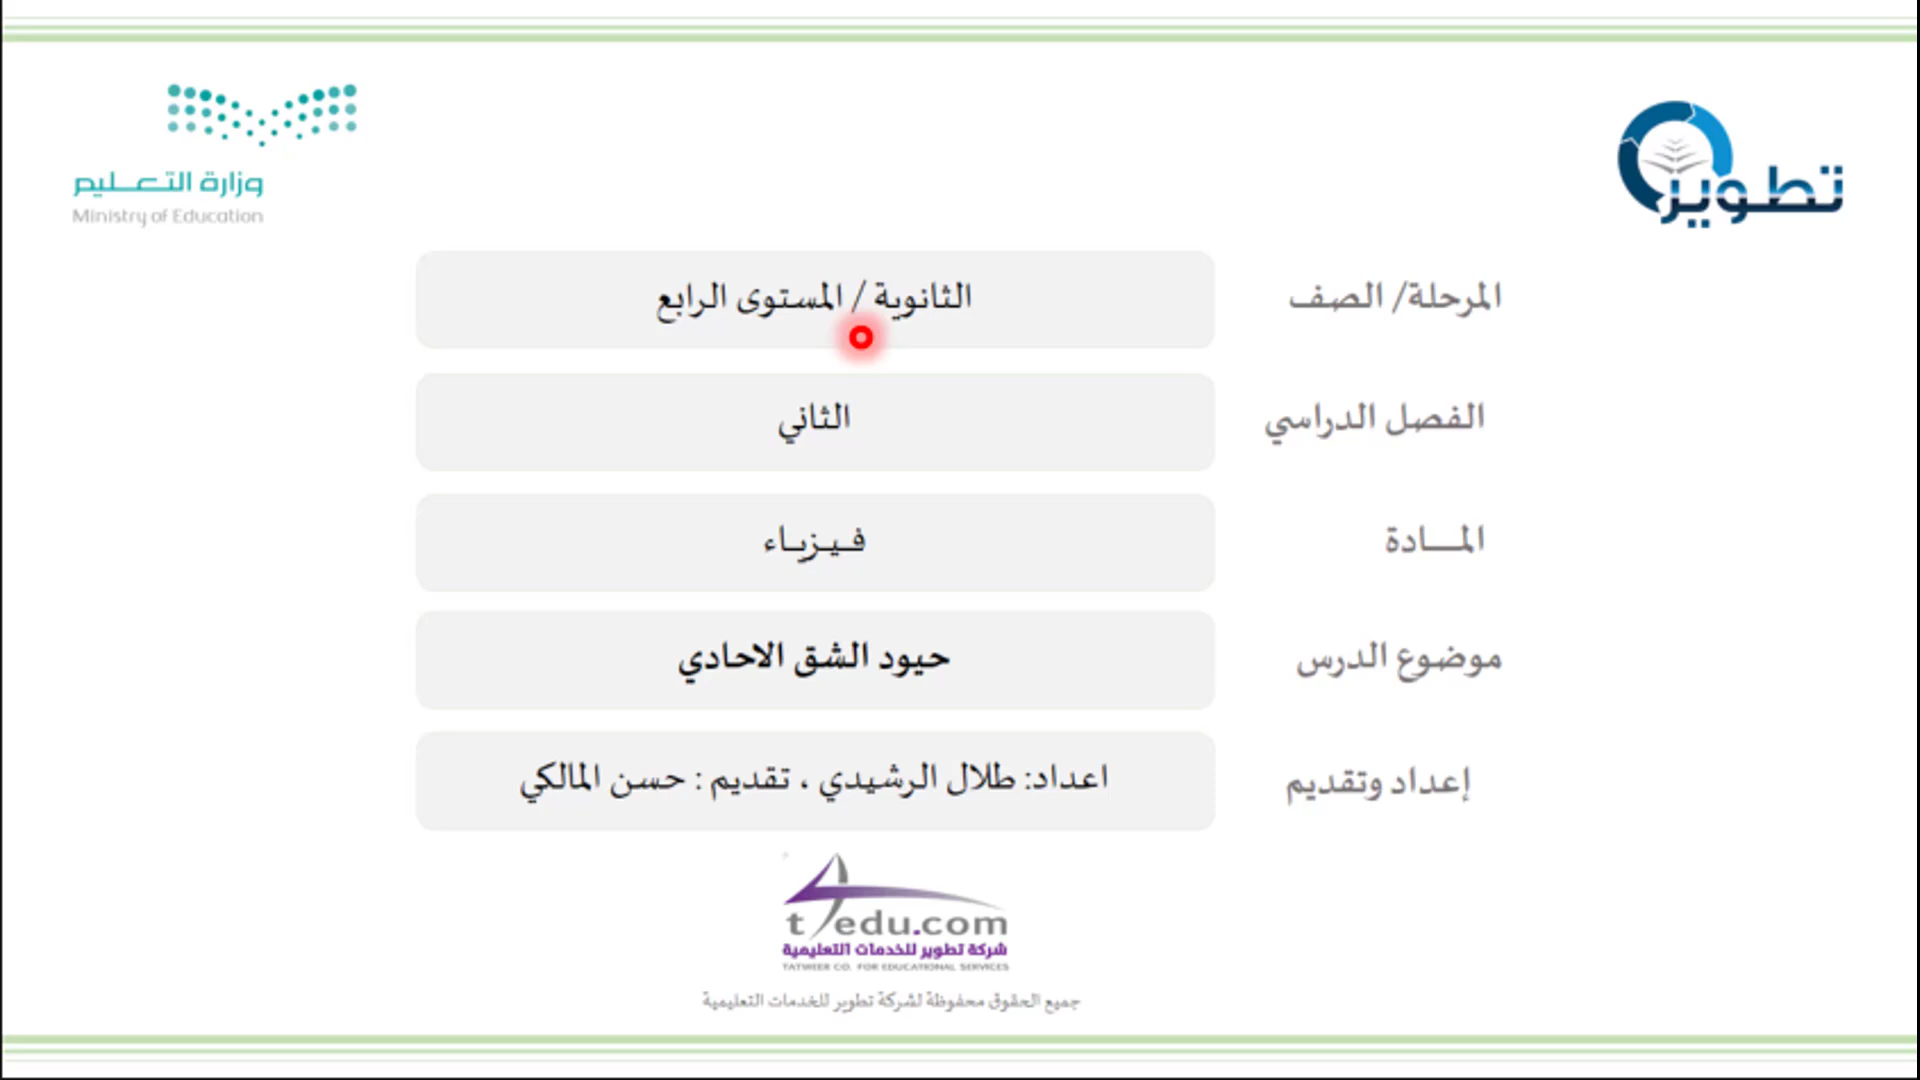 وزارة التعليم
Ministry of Education
تطوير
المرحلة/ الصف
الثانوية / المستوى الرابع
الفصل الدراسي
الثاني
المـــادة
فـيـزيـاء
موضوع الدرس
حيود الشق الاحادي
إعداد وتقديم
اعداد: طلال الرشيدي ، تقديم : حسن المالكي
t4edu.com
شركة تطوير للخدمات التعليمية
TATWEER CO. FOR EDUCATIONAL SERVICES
جميع الحقوق محفوظة لشركة تطوير للخدمات التعليمية